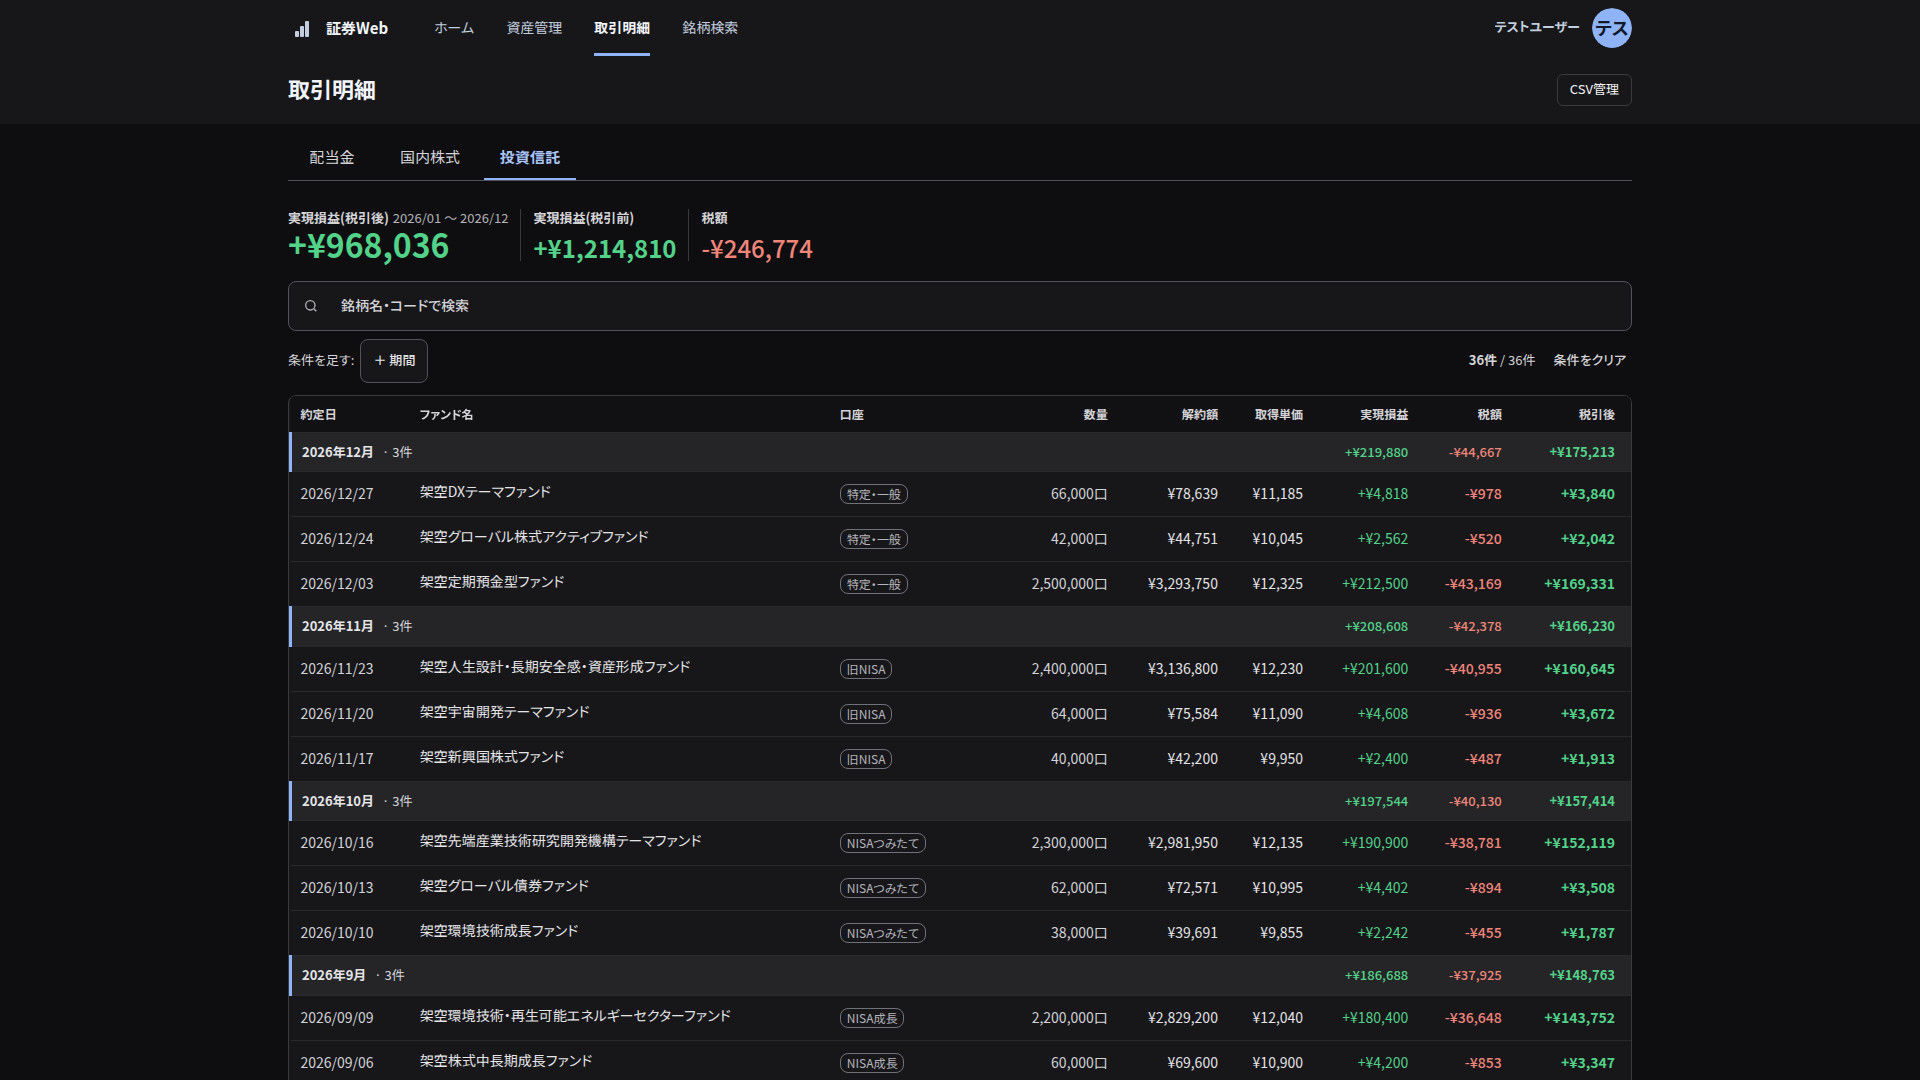 証券Web ホーム 資産管理 取引明細 銘柄検索 テストユーザー テス
取引明細 CSV管理
配当金 国内株式 投資信託
実現損益(税引後) 2026/01 ～ 2026/12 実現損益(税引前) 税額
+¥968,036 +¥1,214,810 -¥246,774
銘柄名・コードで検索
条件を足す: ＋ 期間 36件 / 36件 条件をクリア
約定日 ファンド名 口座 数量 解約額 取得単価 実現損益 税額 税引後
2026年12月 · 3件 +¥219,880 -¥44,667 +¥175,213
2026/12/27 架空DXテーマファンド 特定・一般 66,000口 ¥78,639 ¥11,185 +¥4,818 -¥978 +¥3,840
2026/12/24 架空グローバル株式アクティブファンド 特定・一般 42,000口 ¥44,751 ¥10,045 +¥2,562 -¥520 +¥2,042
2026/12/03 架空定期預金型ファンド 特定・一般 2,500,000口 ¥3,293,750 ¥12,325 +¥212,500 -¥43,169 +¥169,331
2026年11月 · 3件 +¥208,608 -¥42,378 +¥166,230
2026/11/23 架空人生設計・長期安全感・資産形成ファンド 旧NISA 2,400,000口 ¥3,136,800 ¥12,230 +¥201,600 -¥40,955 +¥160,645
2026/11/20 架空宇宙開発テーマファンド 旧NISA 64,000口 ¥75,584 ¥11,090 +¥4,608 -¥936 +¥3,672
2026/11/17 架空新興国株式ファンド 旧NISA 40,000口 ¥42,200 ¥9,950 +¥2,400 -¥487 +¥1,913
2026年10月 · 3件 +¥197,544 -¥40,130 +¥157,414
2026/10/16 架空先端産業技術研究開発機構テーマファンド NISAつみたて 2,300,000口 ¥2,981,950 ¥12,135 +¥190,900 -¥38,781 +¥152,119
2026/10/13 架空グローバル債券ファンド NISAつみたて 62,000口 ¥72,571 ¥10,995 +¥4,402 -¥894 +¥3,508
2026/10/10 架空環境技術成長ファンド NISAつみたて 38,000口 ¥39,691 ¥9,855 +¥2,242 -¥455 +¥1,787
2026年9月 · 3件 +¥186,688 -¥37,925 +¥148,763
2026/09/09 架空環境技術・再生可能エネルギーセクターファンド NISA成長 2,200,000口 ¥2,829,200 ¥12,040 +¥180,400 -¥36,648 +¥143,752
2026/09/06 架空株式中長期成長ファンド NISA成長 60,000口 ¥69,600 ¥10,900 +¥4,200 -¥853 +¥3,347